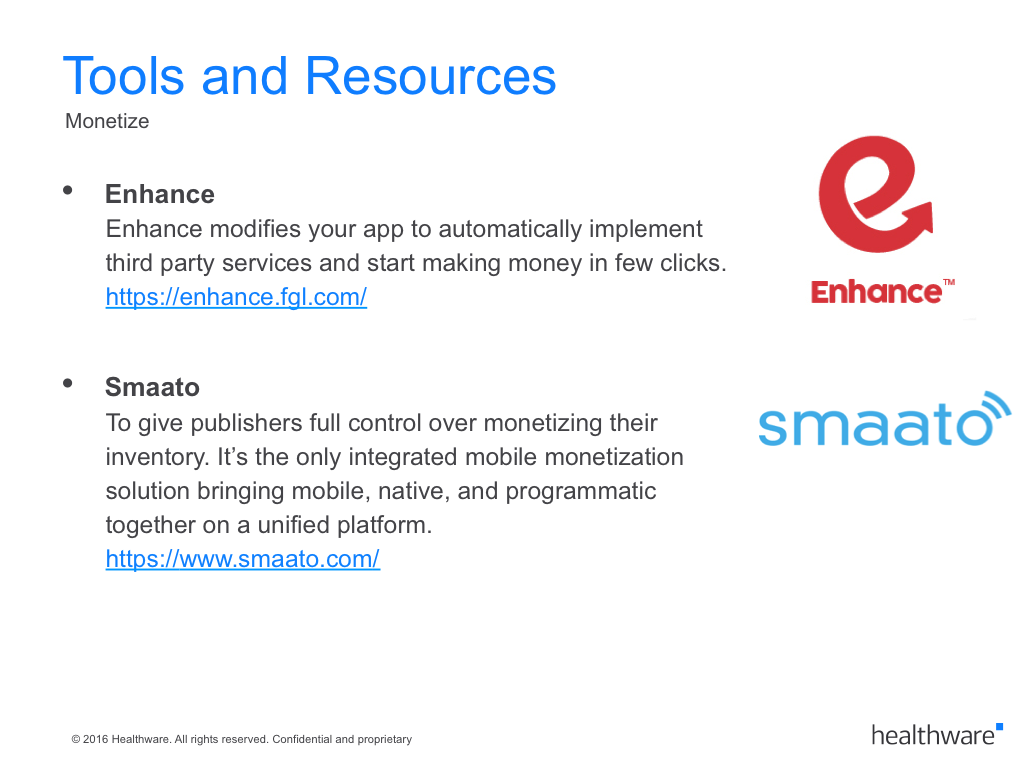 Tools and Resources
Monetize
• Enhance
Enhance modifies your app to automatically implement
third party services and start making money in few clicks.
https://enhance.fgl.com/
Enhance™
• Smaato
To give publishers full control over monetizing their
inventory. It’s the only integrated mobile monetization
solution bringing mobile, native, and programmatic
together on a unified platform.
https://www.smaato.com/
smaato
© 2016 Healthware. All rights reserved. Confidential and proprietary
healthware